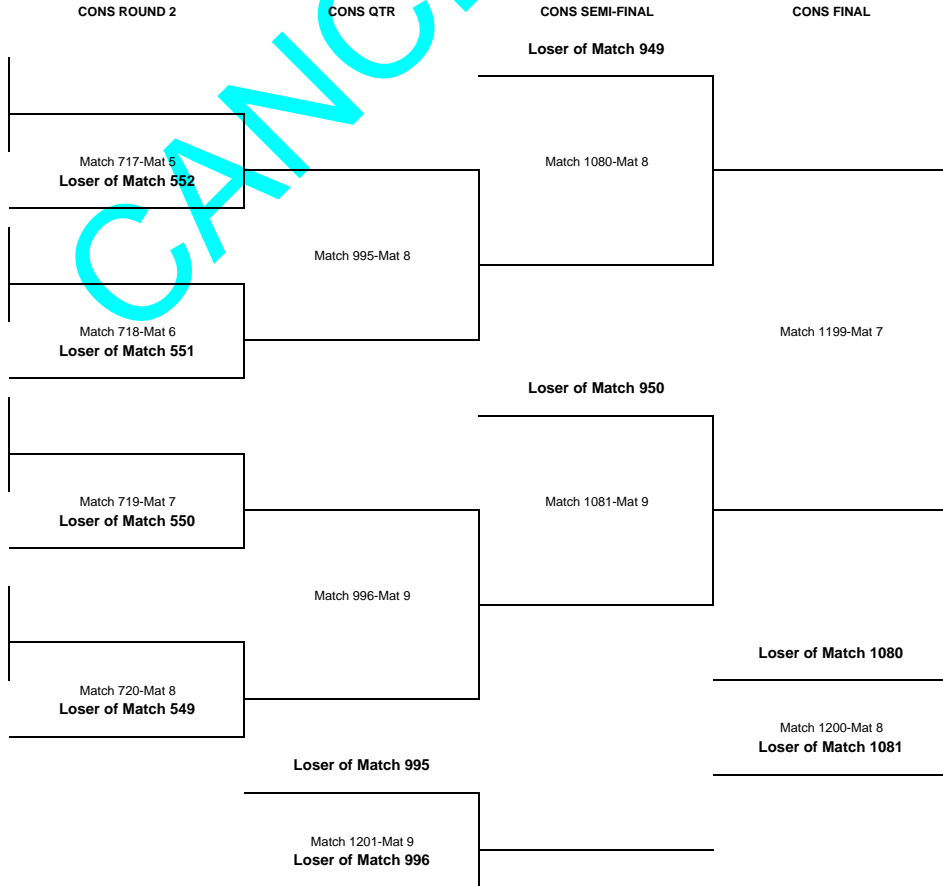 CONS ROUND 2 CONS QTR CONS SEMI-FINAL CONS FINAL
Loser of Match 949
Match 717-Mat 5
Loser of Match 552
Match 1080-Mat 8
Match 995-Mat 8
Match 718-Mat 6
Loser of Match 551
Match 1199-Mat 7
Loser of Match 950
Match 719-Mat 7
Loser of Match 550
Match 1081-Mat 9
Match 996-Mat 9
Loser of Match 1080
Match 720-Mat 8
Loser of Match 549
Match 1200-Mat 8
Loser of Match 1081
Loser of Match 995
Match 1201-Mat 9
Loser of Match 996
CANC